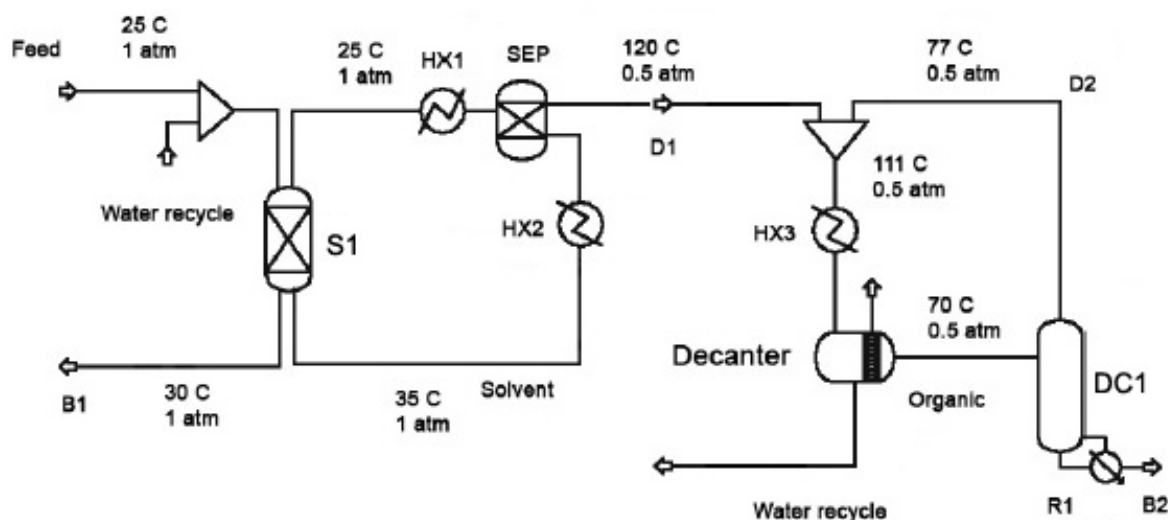 Feed
25 C
1 atm
25 C
1 atm
HX1
SEP
120 C
0.5 atm
77 C
0.5 atm
D2
D1
111 C
0.5 atm
Water recycle
S1
HX2
HX3
Decanter
70 C
0.5 atm
DC1
Organic
B1
30 C
1 atm
35 C
1 atm
Solvent
Water recycle
R1
B2